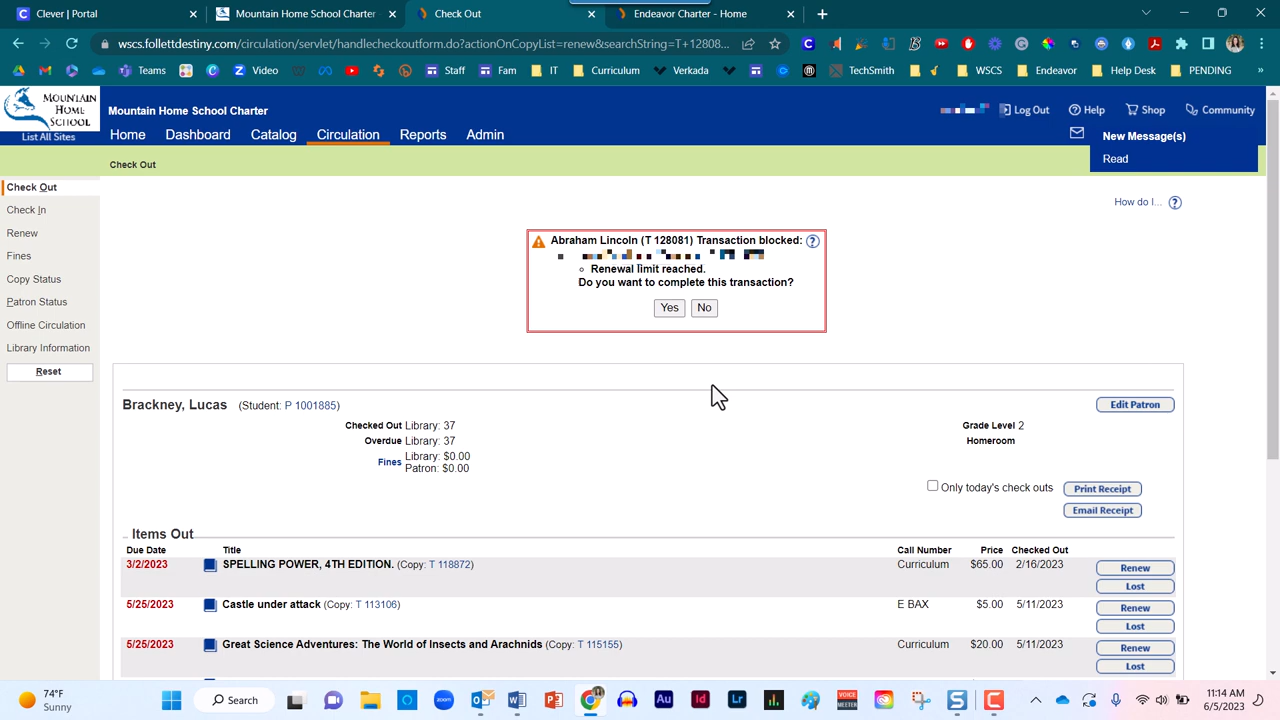 Clever | Portal
Mountain Home School Charter
Check Out
Endeavor Charter - Home
wscs.follettdestiny.com/circulation/servlet/handlecheckoutform.do?actionOnCopyList=renew&searchString=T+12808...
Teams
Video
Staff
Fam
IT
Curriculum
Verkada
TechSmith
WSCS
Endeavor
Help Desk
PENDING
»
MOUNTAIN
HOME
SCHOOL
List All Sites
Mountain Home School Charter
Log Out
Help
Shop
Community
Home
Dashboard
Catalog
Circulation
Reports
Admin
New Message(s)
Read
Check Out
Check Out
Check In
Renew
Fines
Copy Status
Patron Status
Offline Circulation
Library Information
Reset
How do I...
Abraham Lincoln (T 128081) Transaction blocked:
Renewal limit reached.
Do you want to complete this transaction?
Yes No
Brackney, Lucas (Student: P 1001885)
Edit Patron
Checked Out Library: 37
Grade Level 2
Overdue Library: 37
Homeroom
Fines Library: $0.00
Patron: $0.00
Only today's check outs
Print Receipt
Email Receipt
Items Out
Due Date Title Call Number Price Checked Out
3/2/2023 SPELLING POWER, 4TH EDITION. (Copy: T 118872) Curriculum $65.00 2/16/2023 Renew
Lost
5/25/2023 Castle under attack (Copy: T 113106) E BAX $5.00 5/11/2023 Renew
Lost
5/25/2023 Great Science Adventures: The World of Insects and Arachnids (Copy: T 115155) Curriculum $20.00 5/11/2023 Renew
Lost
74°F
Sunny
Search
zoom
Au
Id
Lr
VOICE
MEETER
11:14 AM
6/5/2023